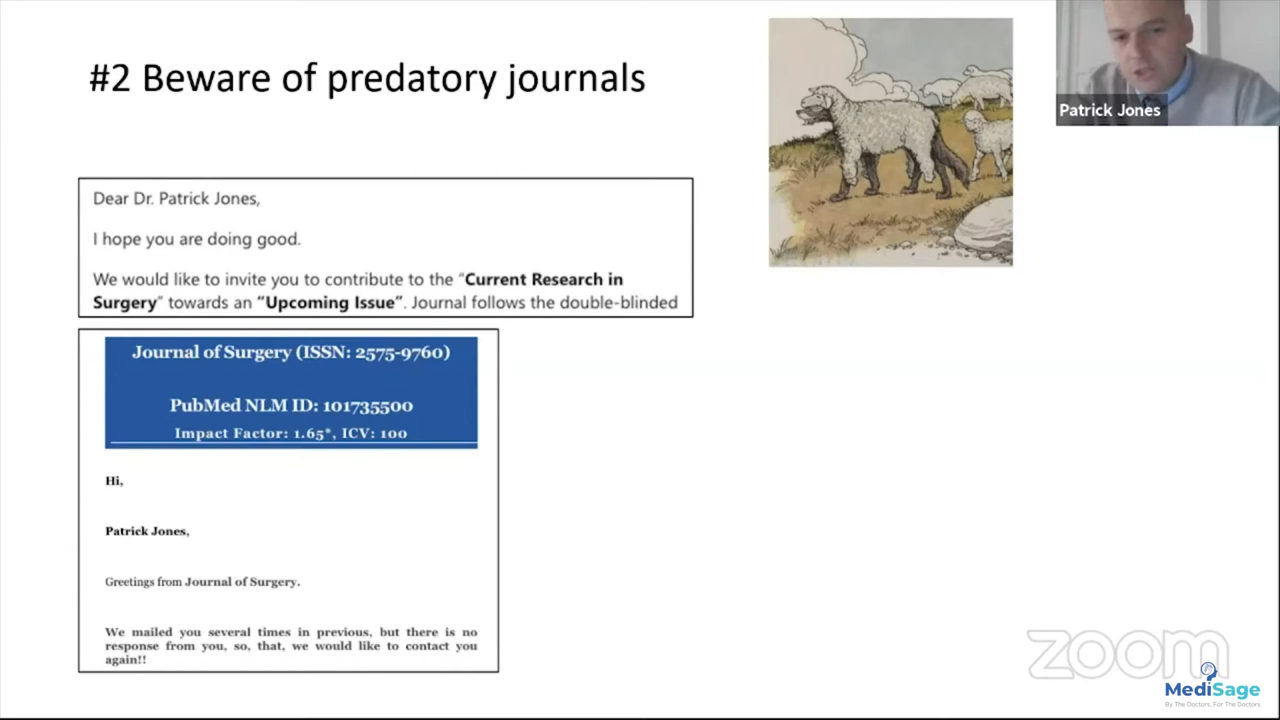 #2 Beware of predatory journals
Patrick Jones
Dear Dr. Patrick Jones,
I hope you are doing good.
We would like to invite you to contribute to the “Current Research in
Surgery” towards an “Upcoming Issue”. Journal follows the double-blinded
Journal of Surgery (ISSN: 2575-9760)
PubMed NLM ID: 101735500
Impact Factor: 1.65*, ICV: 100
Hi,
Patrick Jones,
Greetings from Journal of Surgery.
We mailed you several times in previous, but there is no
response from you, so, that, we would like to contact you
again!!
zoom
MediSage
By The Doctors, For The Doctors